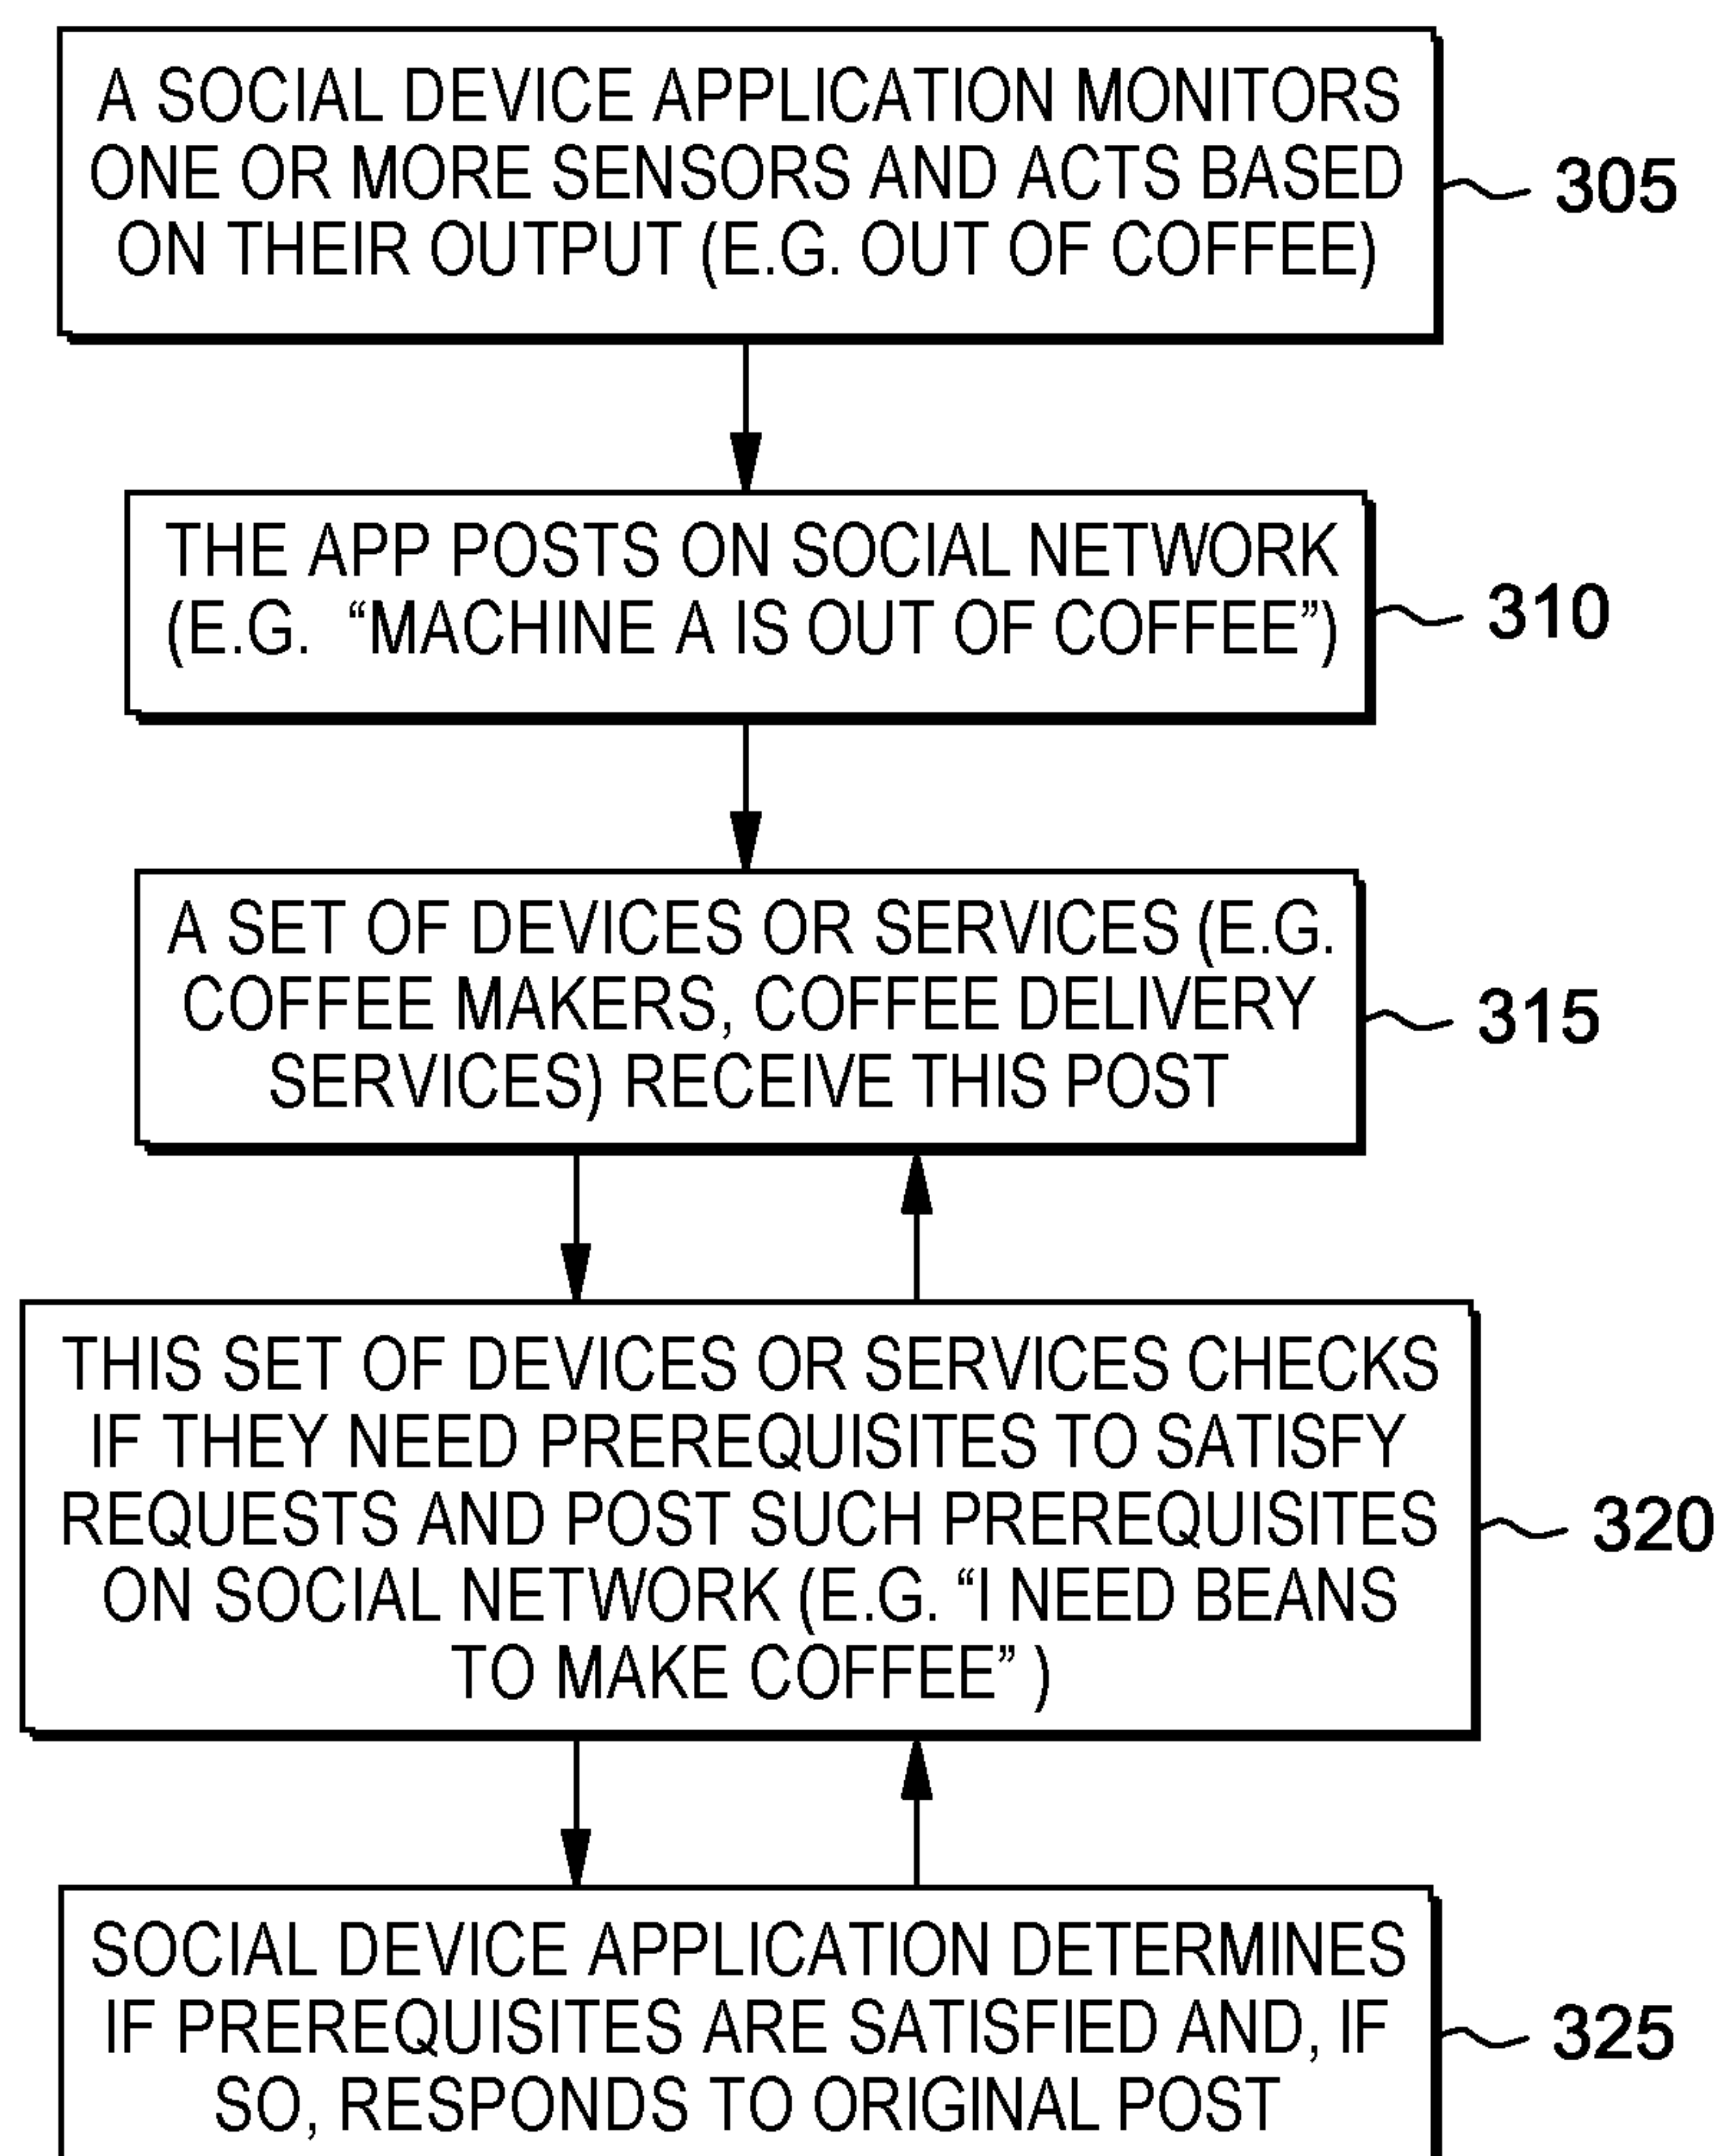 A SOCIAL DEVICE APPLICATION MONITORS
ONE OR MORE SENSORS AND ACTS BASED
ON THEIR OUTPUT (E.G. OUT OF COFFEE)
305
THE APP POSTS ON SOCIAL NETWORK
(E.G. “MACHINE A IS OUT OF COFFEE”)
310
A SET OF DEVICES OR SERVICES (E.G.
COFFEE MAKERS, COFFEE DELIVERY
SERVICES) RECEIVE THIS POST
315
THIS SET OF DEVICES OR SERVICES CHECKS
IF THEY NEED PREREQUISITES TO SATISFY
REQUESTS AND POST SUCH PREREQUISITES
ON SOCIAL NETWORK (E.G. “I NEED BEANS
TO MAKE COFFEE” )
320
SOCIAL DEVICE APPLICATION DETERMINES
IF PREREQUISITES ARE SATISFIED AND, IF
SO, RESPONDS TO ORIGINAL POST
325